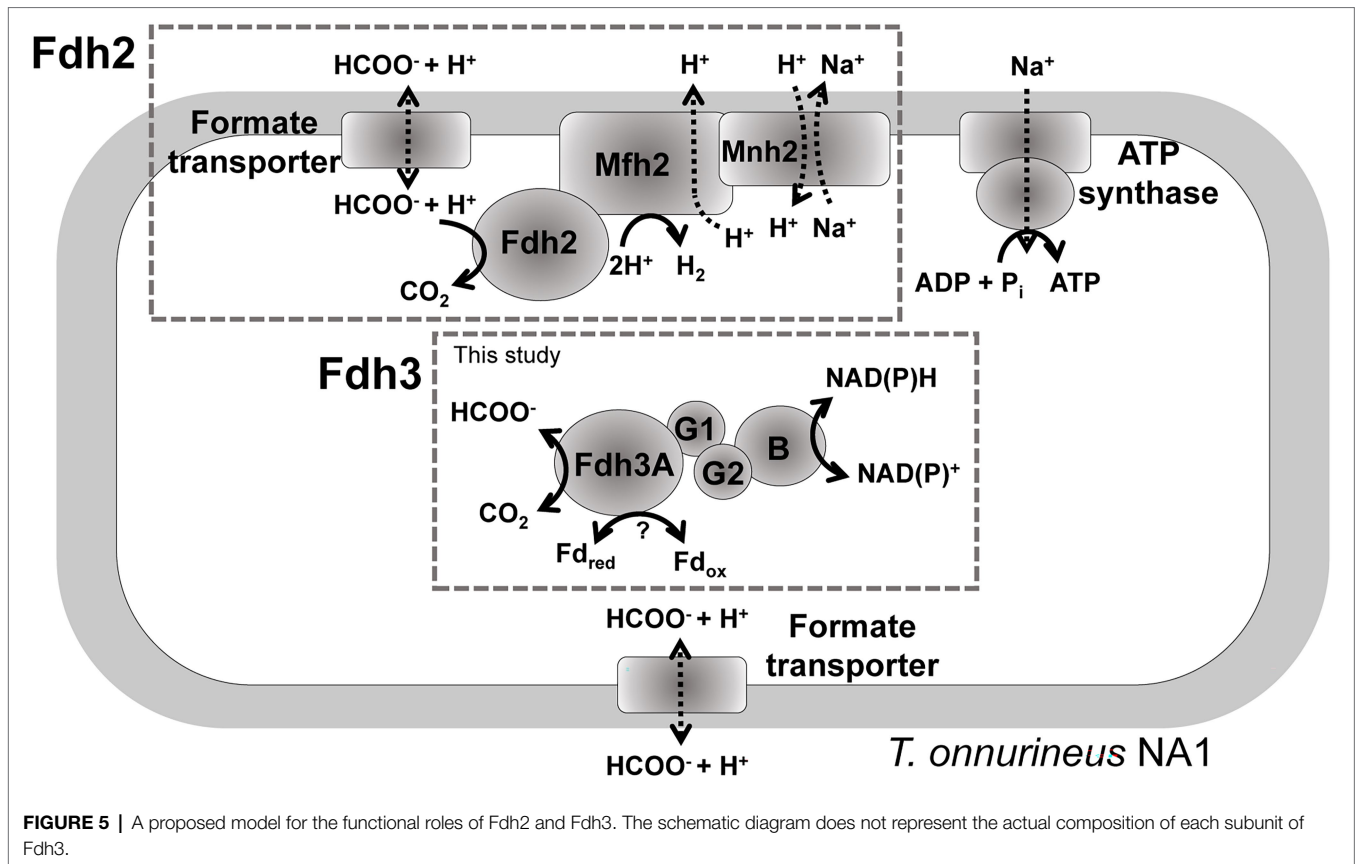 Fdh2
HCOO⁻ + H⁺
H⁺
H⁺ Na⁺
Na⁺
Formate
transporter
Mfh2
Mnh2
ATP
synthase
HCOO⁻ + H⁺
Fdh2
H⁺
H⁺ Na⁺
2H⁺ H₂
CO₂
ADP + Pᵢ ATP
Fdh3
This study
NAD(P)H
HCOO⁻
Fdh3A
G1
G2
B
NAD(P)⁺
CO₂
?
Fd_red
Fd_ox
HCOO⁻ + H⁺
Formate
transporter
HCOO⁻ + H⁺
T. onnurineus NA1
FIGURE 5 | A proposed model for the functional roles of Fdh2 and Fdh3. The schematic diagram does not represent the actual composition of each subunit of
Fdh3.